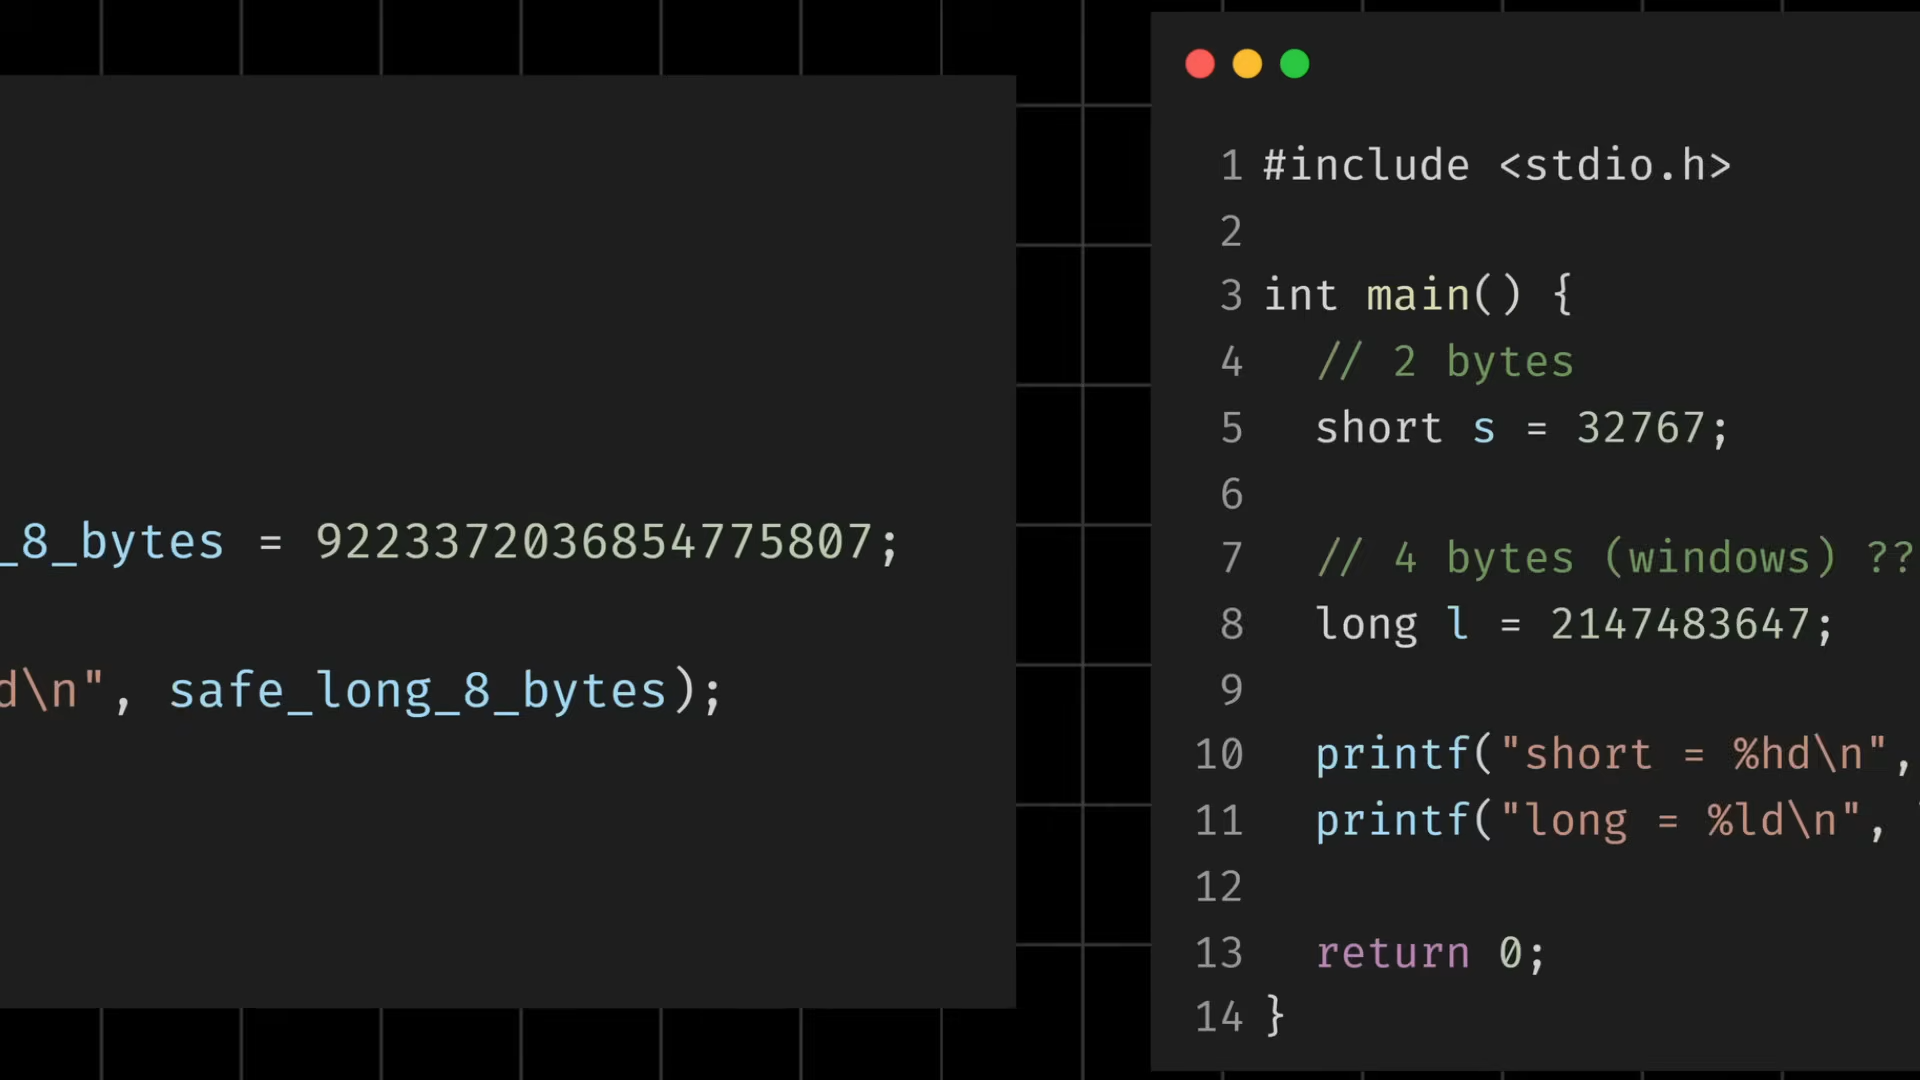 _8_bytes = 9223372036854775807;
d\n", safe_long_8_bytes);
1 #include <stdio.h>
2
3 int main() {
4 // 2 bytes
5 short s = 32767;
6
7 // 4 bytes (windows) ??
8 long l = 2147483647;
9
10 printf("short = %hd\n",
11 printf("long = %ld\n",
12
13 return 0;
14 }